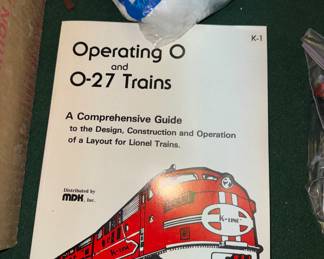 K-1
Operating O
and
O-27 Trains
A Comprehensive Guide
to the Design, Construction and Operation
of a Layout for Lionel Trains.
Distributed by
MDK, Inc.
K-LINE
K-LINE